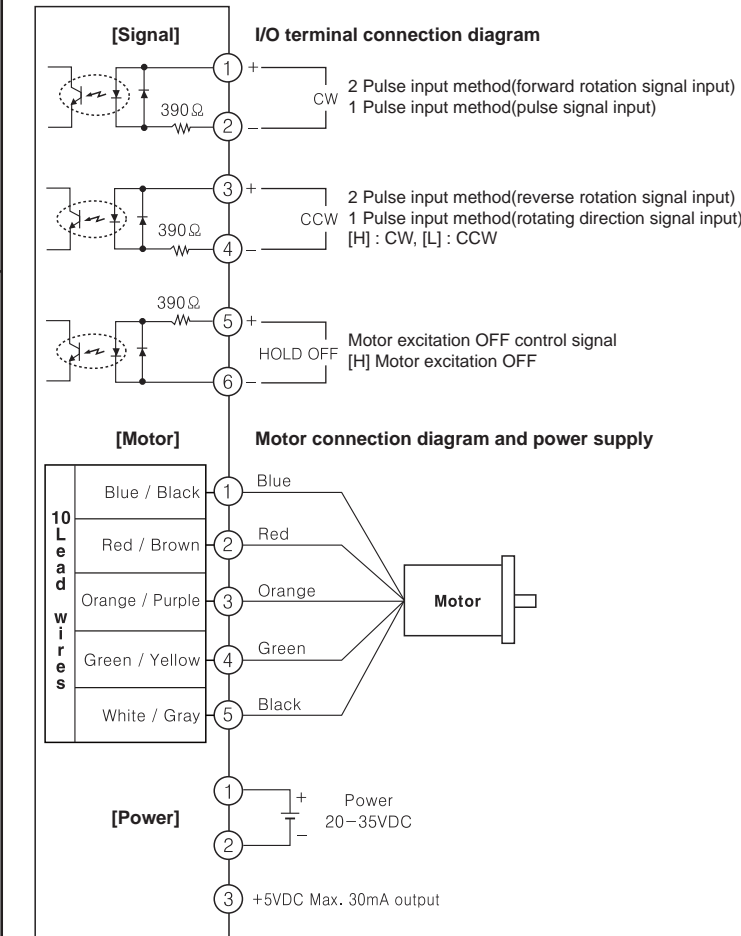 [Signal] I/O terminal connection diagram
1 +
CW
2 Pulse input method(forward rotation signal input)
1 Pulse input method(pulse signal input)
390Ω
2 −
3 +
CCW
2 Pulse input method(reverse rotation signal input)
1 Pulse input method(rotating direction signal input)
[H] : CW, [L] : CCW
390Ω
4 −
390Ω
5 +
HOLD OFF
Motor excitation OFF control signal
[H] Motor excitation OFF
6 −
[Motor] Motor connection diagram and power supply
10 Lead wires
Blue / Black 1 Blue
Red / Brown 2 Red
Orange / Purple 3 Orange
Green / Yellow 4 Green
White / Gray 5 Black
Motor
[Power]
1
+
Power
20−35VDC
−
2
3 +5VDC Max. 30mA output